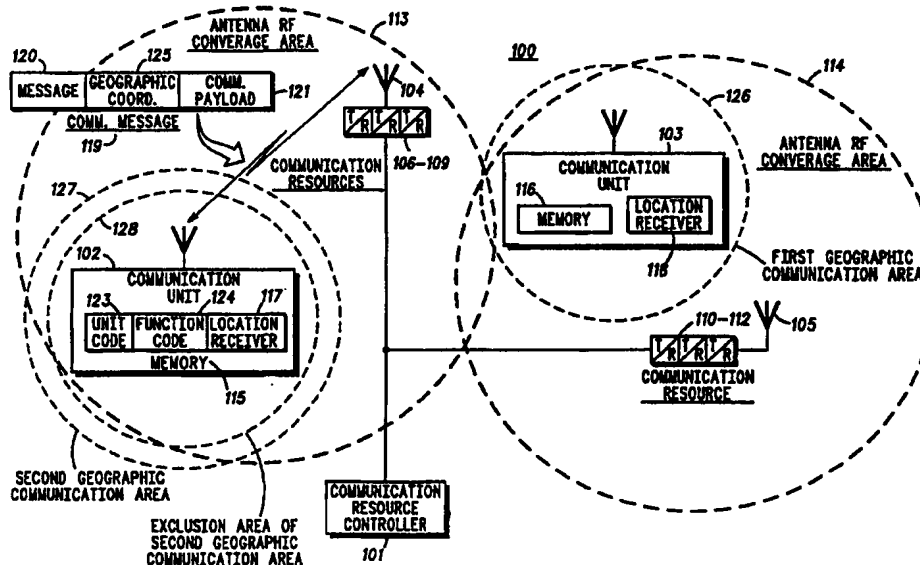 113
ANTENNA RF
CONVERAGE AREA
120
125
MESSAGE
GEOGRAPHIC
COORD.
COMM.
PAYLOAD
121
COMM. MESSAGE
119
104
T/R T/R T/R
106-109
COMMUNICATION
RESOURCES
127
128
102
COMMUNICATION
UNIT
123
124
117
UNIT
CODE
FUNCTION
CODE
LOCATION
RECEIVER
MEMORY
115
SECOND GEOGRAPHIC
COMMUNICATION AREA
EXCLUSION AREA OF
SECOND GEOGRAPHIC
COMMUNICATION AREA
COMMUNICATION
RESOURCE
CONTROLLER
101
100
114
126
103
ANTENNA RF
CONVERAGE AREA
COMMUNICATION
UNIT
116
MEMORY
LOCATION
RECEIVER
118
FIRST GEOGRAPHIC
COMMUNICATION AREA
110-112
105
T/R T/R T/R
COMMUNICATION
RESOURCE